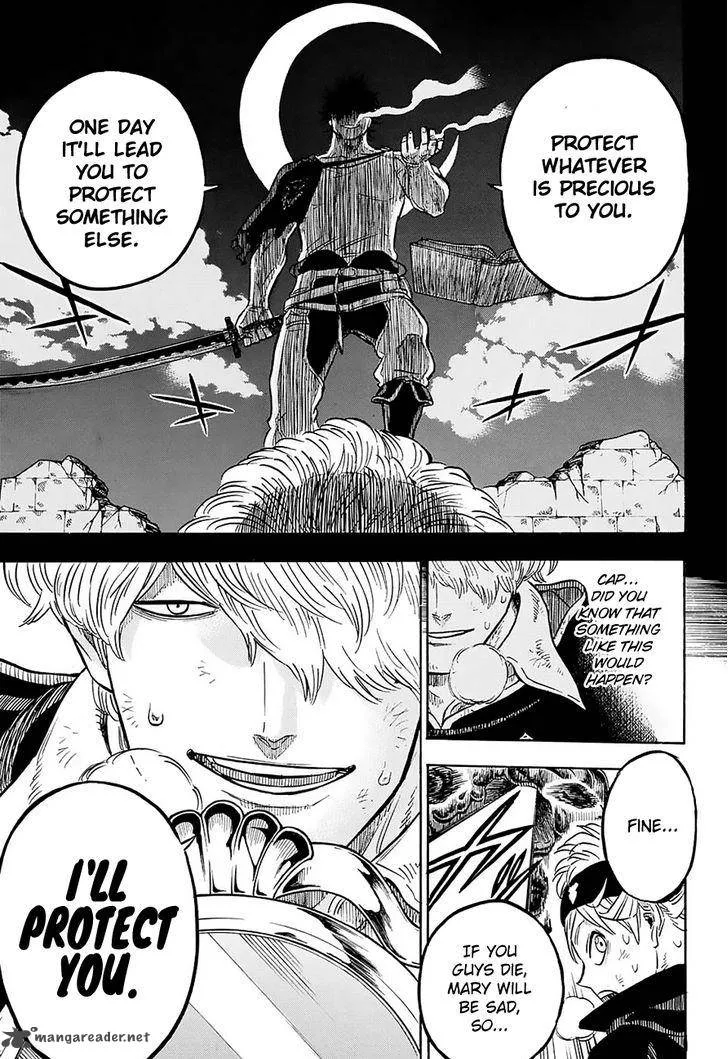 PROTECT
WHATEVER
IS PRECIOUS
TO YOU.
ONE DAY
IT'LL LEAD
YOU TO
PROTECT
SOMETHING
ELSE.
CAP...
DID YOU
KNOW THAT
SOMETHING
LIKE THIS
WOULD
HAPPEN?
FINE...
IF YOU
GUYS DIE,
MARY WILL
BE SAD,
SO...
I'LL
PROTECT
YOU.
mangareader.net